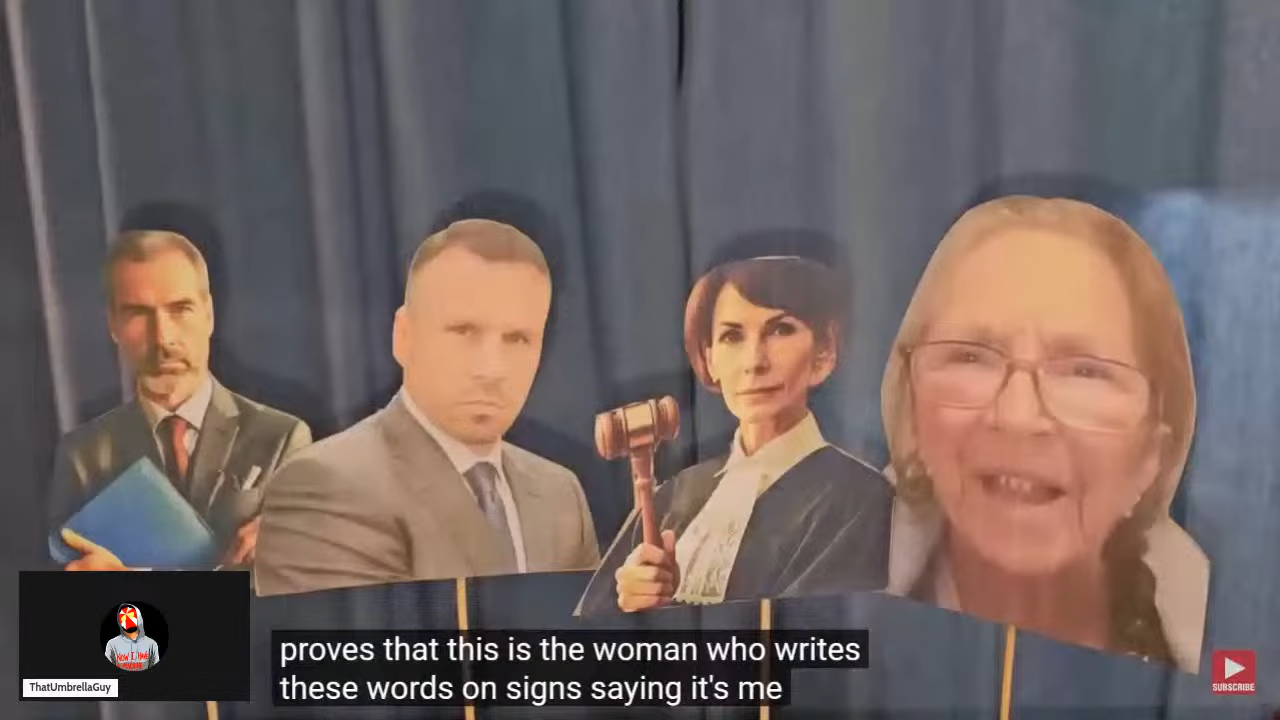 proves that this is the woman who writes
these words on signs saying it's me
ThatUmbrellaGuy
SUBSCRIBE